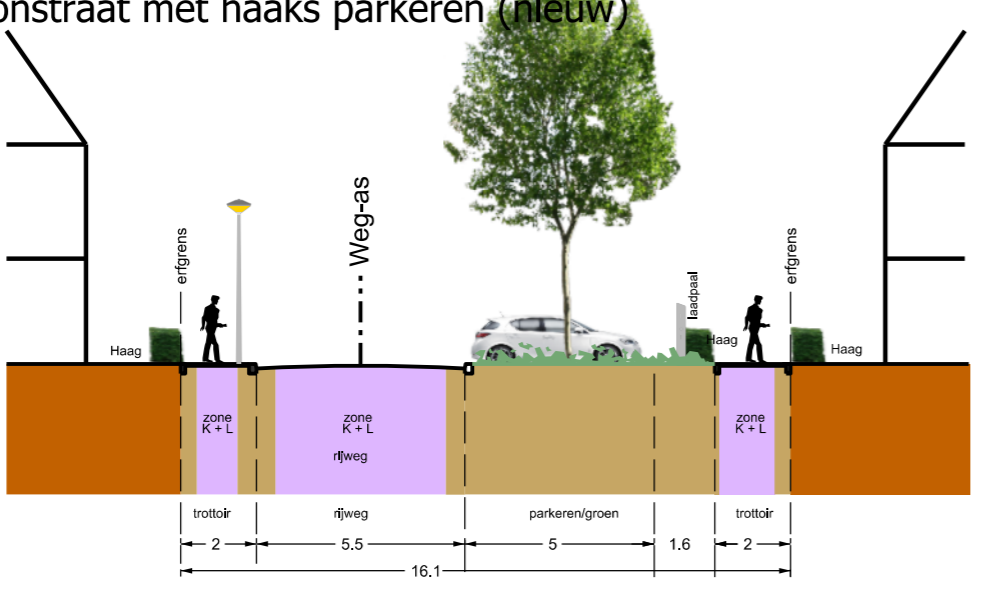 onstraat met haaks parkeren (nieuw)
Weg-as
erfgrens
laadpaal
erfgrens
Haag
Haag
Haag
zone
K + L
zone
K + L
rijweg
zone
K + L
trottoir
rijweg
parkeren/groen
trottoir
2
5.5
5
1.6
2
16.1